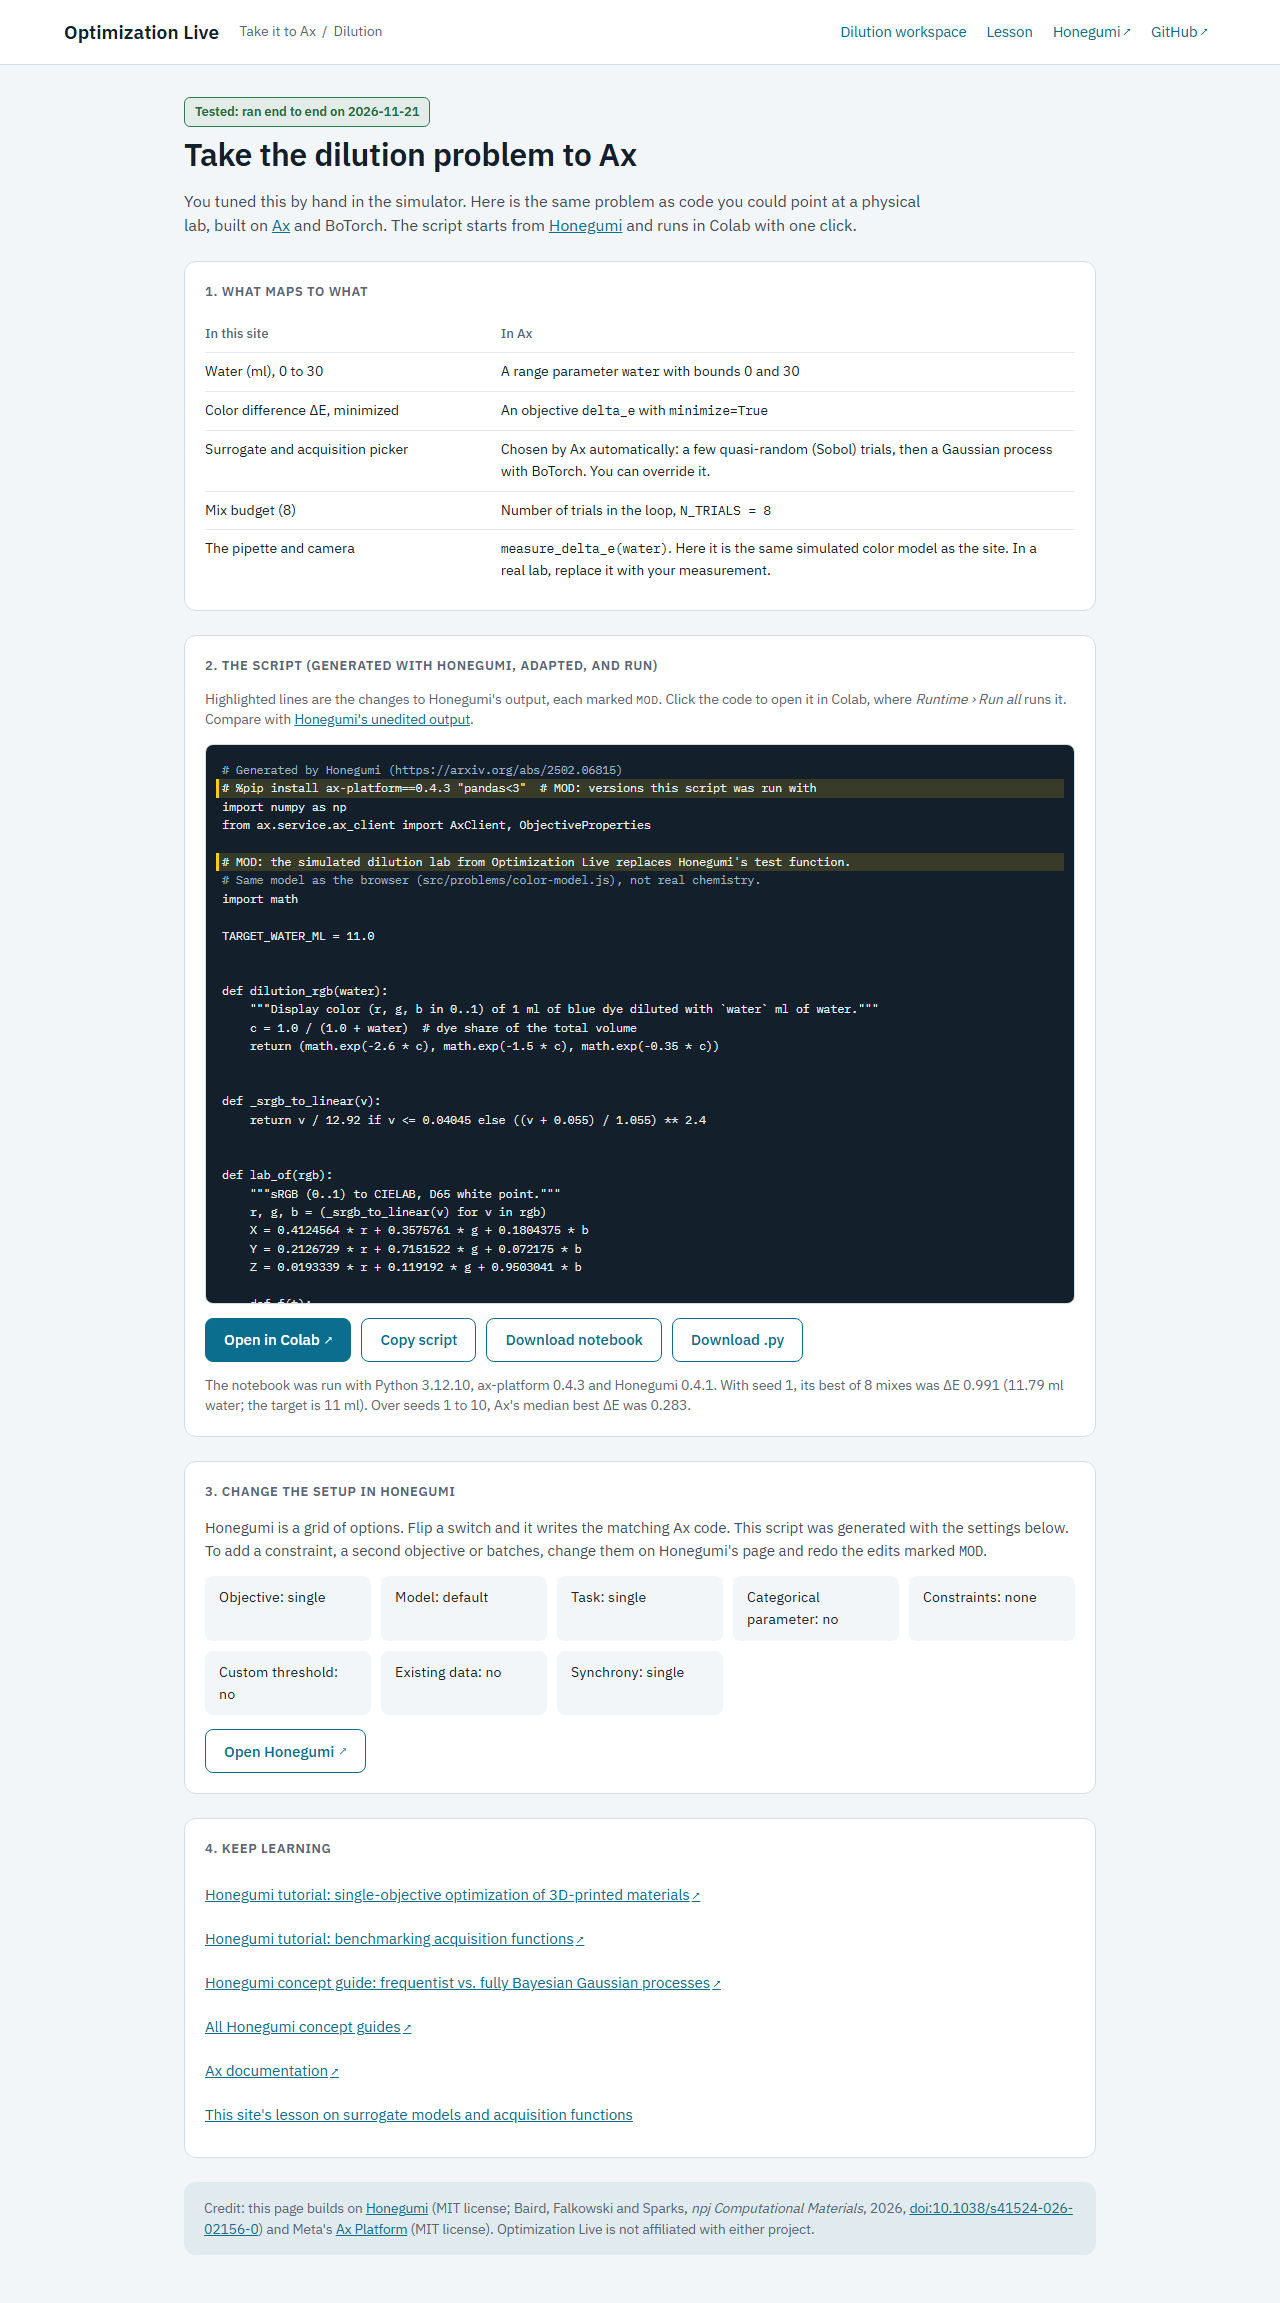 Optimization Live
Take it to Ax / Dilution
Dilution workspace
Lesson
Honegumi↗
GitHub↗
Tested: ran end to end on 2026-11-21
Take the dilution problem to Ax
You tuned this by hand in the simulator. Here is the same problem as code you could point at a physical
lab, built on Ax and BoTorch. The script starts from Honegumi and runs in Colab with one click.
1. WHAT MAPS TO WHAT
In this site
In Ax
Water (ml), 0 to 30
A range parameter water with bounds 0 and 30
Color difference ΔE, minimized
An objective delta_e with minimize=True
Surrogate and acquisition picker
Chosen by Ax automatically: a few quasi-random (Sobol) trials, then a Gaussian process
with BoTorch. You can override it.
Mix budget (8)
Number of trials in the loop, N_TRIALS = 8
The pipette and camera
measure_delta_e(water). Here it is the same simulated color model as the site. In a
real lab, replace it with your measurement.
2. THE SCRIPT (GENERATED WITH HONEGUMI, ADAPTED, AND RUN)
Highlighted lines are the changes to Honegumi's output, each marked MOD. Click the code to open it in Colab, where Runtime › Run all runs it.
Compare with Honegumi's unedited output.
# Generated by Honegumi (https://arxiv.org/abs/2502.06815)
# %pip install ax-platform==0.4.3 "pandas<3"  # MOD: versions this script was run with
import numpy as np
from ax.service.ax_client import AxClient, ObjectiveProperties
# MOD: the simulated dilution lab from Optimization Live replaces Honegumi's test function.
# Same model as the browser (src/problems/color-model.js), not real chemistry.
import math
TARGET_WATER_ML = 11.0
def dilution_rgb(water):
"""Display color (r, g, b in 0..1) of 1 ml of blue dye diluted with `water` ml of water."""
c = 1.0 / (1.0 + water)  # dye share of the total volume
return (math.exp(-2.6 * c), math.exp(-1.5 * c), math.exp(-0.35 * c))
def _srgb_to_linear(v):
return v / 12.92 if v <= 0.04045 else ((v + 0.055) / 1.055) ** 2.4
def lab_of(rgb):
"""sRGB (0..1) to CIELAB, D65 white point."""
r, g, b = (_srgb_to_linear(v) for v in rgb)
X = 0.4124564 * r + 0.3575761 * g + 0.1804375 * b
Y = 0.2126729 * r + 0.7151522 * g + 0.072175 * b
Z = 0.0193339 * r + 0.119192 * g + 0.9503041 * b
def f(t):
Open in Colab ↗
Copy script
Download notebook
Download .py
The notebook was run with Python 3.12.10, ax-platform 0.4.3 and Honegumi 0.4.1. With seed 1, its best of 8 mixes was ΔE 0.991 (11.79 ml
water; the target is 11 ml). Over seeds 1 to 10, Ax's median best ΔE was 0.283.
3. CHANGE THE SETUP IN HONEGUMI
Honegumi is a grid of options. Flip a switch and it writes the matching Ax code. This script was generated with the settings below.
To add a constraint, a second objective or batches, change them on Honegumi's page and redo the edits marked MOD.
Objective: single
Model: default
Task: single
Categorical
parameter: no
Constraints: none
Custom threshold:
no
Existing data: no
Synchrony: single
Open Honegumi ↗
4. KEEP LEARNING
Honegumi tutorial: single-objective optimization of 3D-printed materials↗
Honegumi tutorial: benchmarking acquisition functions↗
Honegumi concept guide: frequentist vs. fully Bayesian Gaussian processes↗
All Honegumi concept guides↗
Ax documentation↗
This site's lesson on surrogate models and acquisition functions
Credit: this page builds on Honegumi (MIT license; Baird, Falkowski and Sparks, npj Computational Materials, 2026, doi:10.1038/s41524-026-
02156-0) and Meta's Ax Platform (MIT license). Optimization Live is not affiliated with either project.